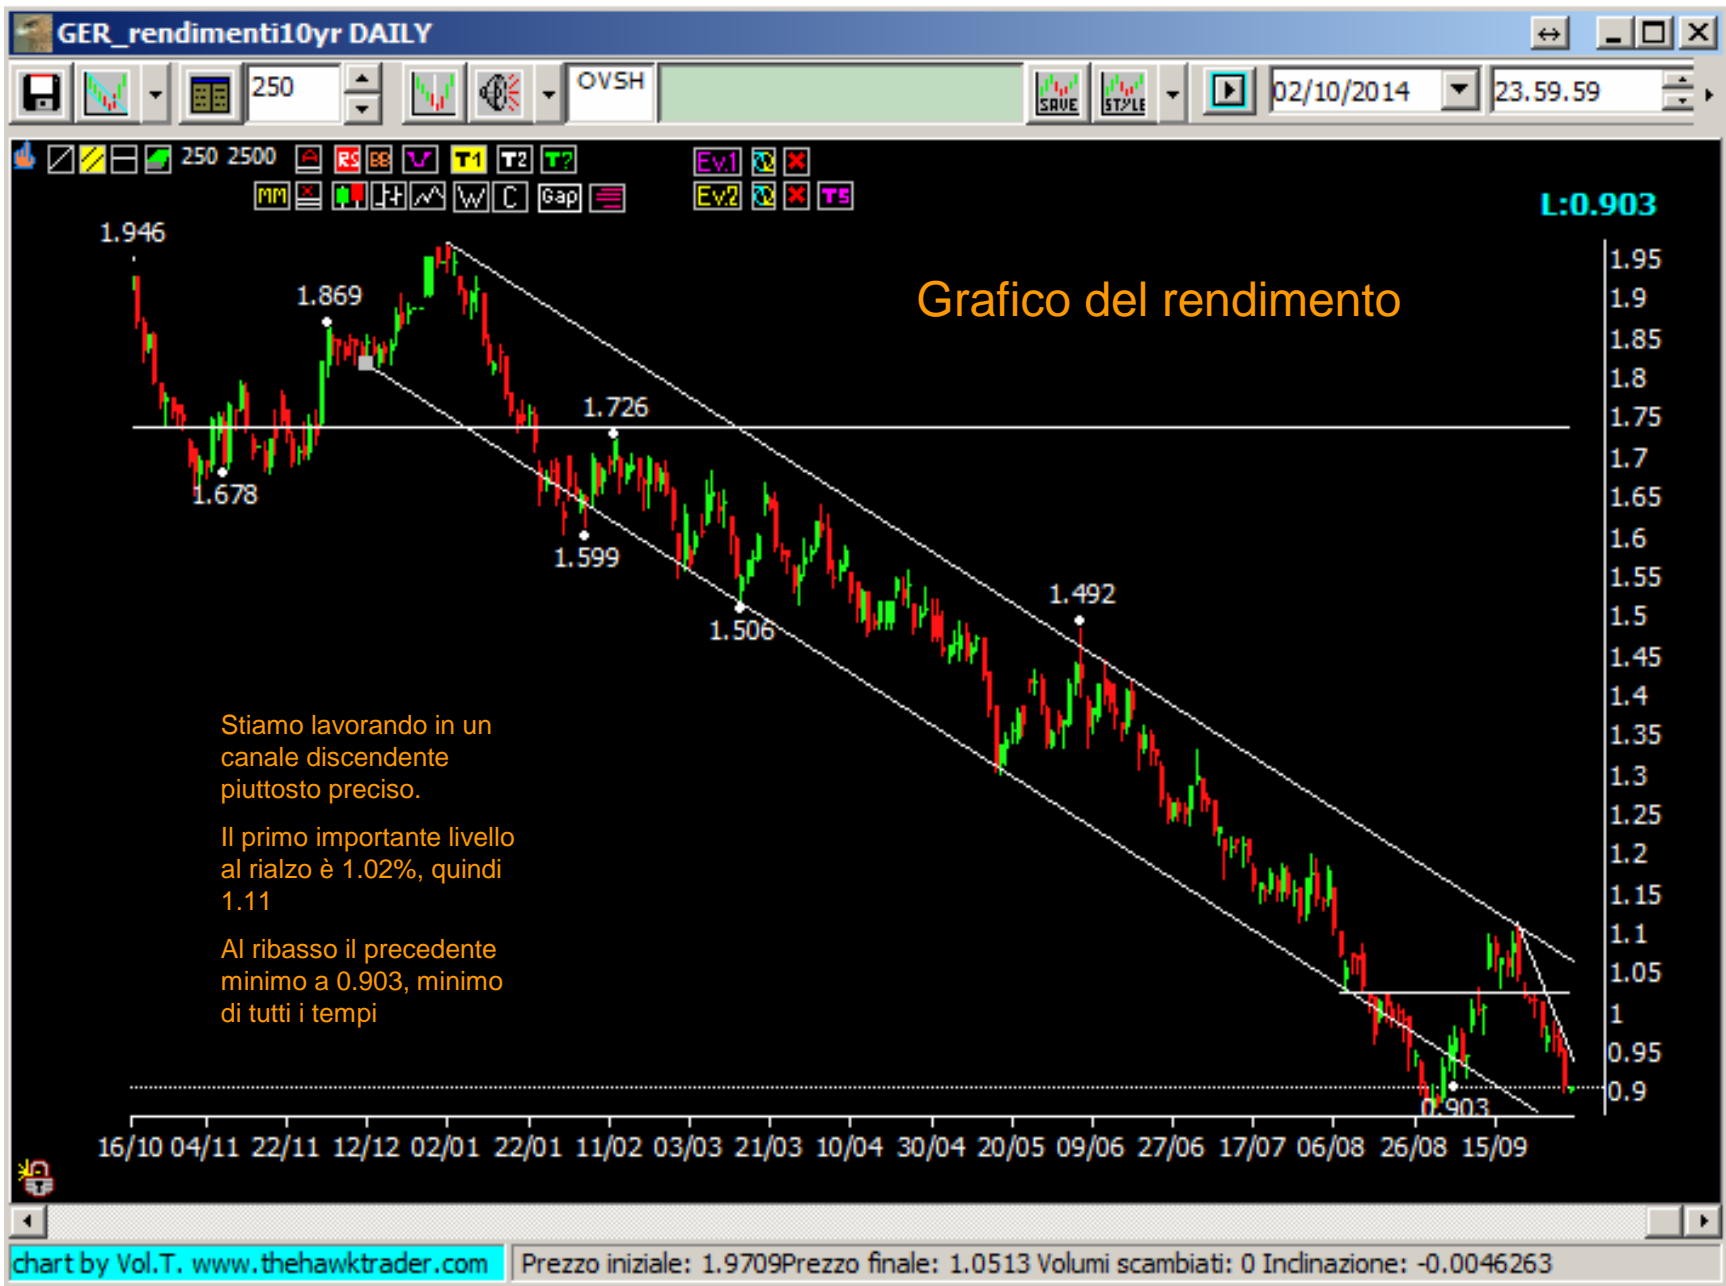 GER_rendimenti10yr DAILY
250
OVSH
SAVE
STYLE
02/10/2014
23.59.59
250 2500 A RS BB V T1 T2 T?
Ev.1
MM W C Gap
Ev.2 TS
L:0.903
1.946
1.869
1.678
1.726
1.599
1.506
1.492
0.903
Grafico del rendimento
Stiamo lavorando in un
canale discendente
piuttosto preciso.
Il primo importante livello
al rialzo è 1.02%, quindi
1.11
Al ribasso il precedente
minimo a 0.903, minimo
di tutti i tempi
1.95
1.9
1.85
1.8
1.75
1.7
1.65
1.6
1.55
1.5
1.45
1.4
1.35
1.3
1.25
1.2
1.15
1.1
1.05
1
0.95
0.9
16/10 04/11 22/11 12/12 02/01 22/01 11/02 03/03 21/03 10/04 30/04 20/05 09/06 27/06 17/07 06/08 26/08 15/09
chart by Vol.T. www.thehawktrader.com
Prezzo iniziale: 1.9709Prezzo finale: 1.0513 Volumi scambiati: 0 Inclinazione: -0.0046263